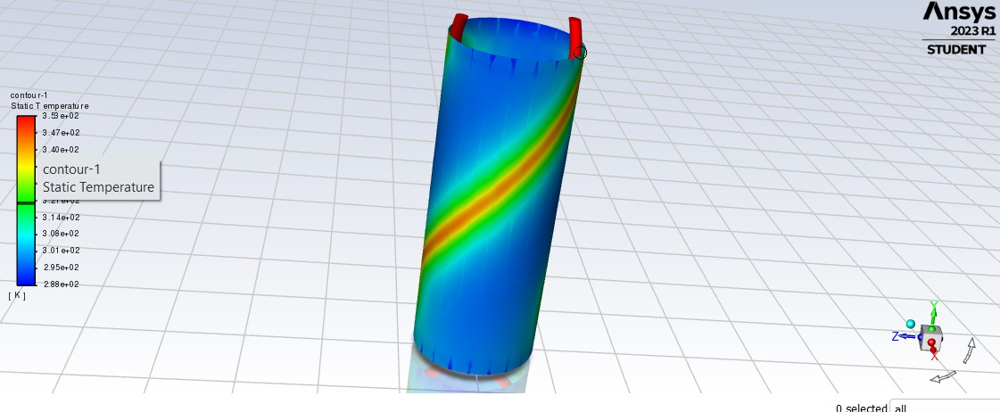 Ansys
2023 R1
STUDENT
contour-1
Static Temperature
3.53e+02
3.47e+02
3.40e+02
contour-1
Static Temperature
3.21e+02
3.14e+02
3.08e+02
3.01e+02
2.95e+02
2.88e+02
[ K ]
Y
Z
X
0 selected
all